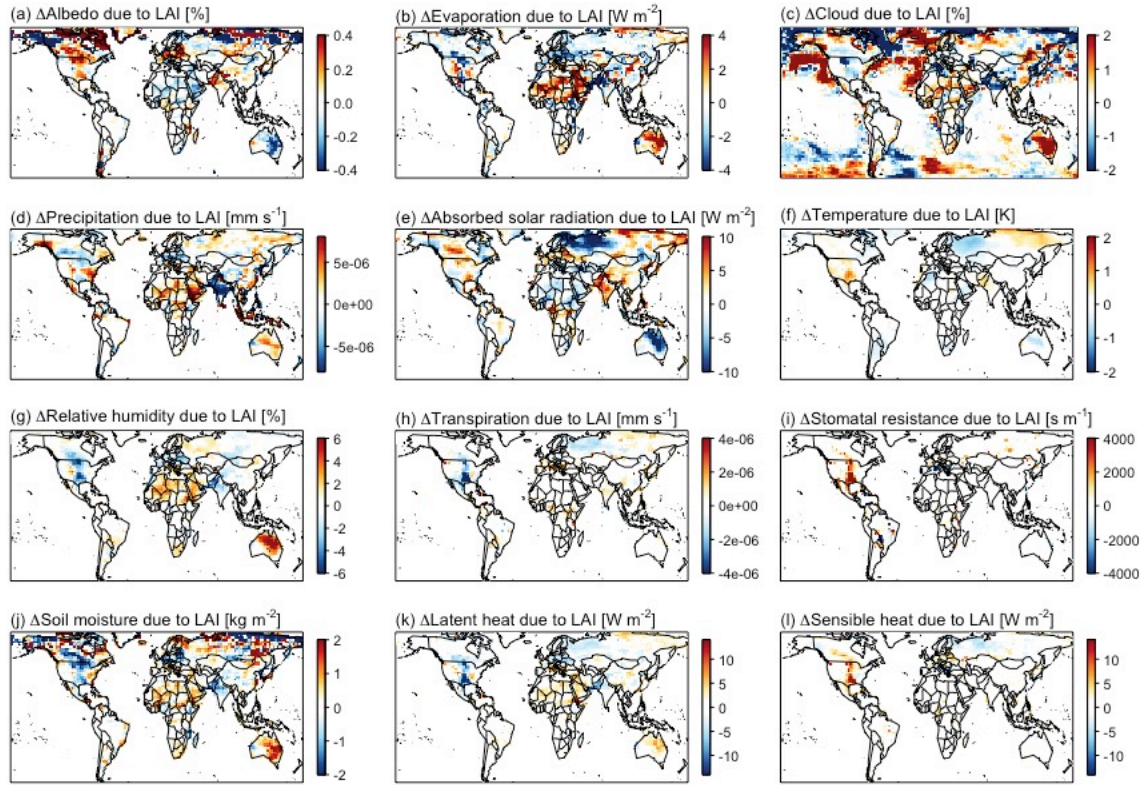 (a) ΔAlbedo due to LAI [%]
0.4
0.2
0.0
-0.2
-0.4
(b) ΔEvaporation due to LAI [W m⁻²]
4
2
0
-2
-4
(c) ΔCloud due to LAI [%]
2
1
0
-1
-2
(d) ΔPrecipitation due to LAI [mm s⁻¹]
5e-06
0e+00
-5e-06
(e) ΔAbsorbed solar radiation due to LAI [W m⁻²]
10
5
0
-5
-10
(f) ΔTemperature due to LAI [K]
2
1
0
-1
-2
(g) ΔRelative humidity due to LAI [%]
6
4
2
0
-2
-4
-6
(h) ΔTranspiration due to LAI [mm s⁻¹]
4e-06
2e-06
0e+00
-2e-06
-4e-06
(i) ΔStomatal resistance due to LAI [s m⁻¹]
4000
2000
0
-2000
-4000
(j) ΔSoil moisture due to LAI [kg m⁻²]
2
1
0
-1
-2
(k) ΔLatent heat due to LAI [W m⁻²]
10
5
0
-5
-10
(l) ΔSensible heat due to LAI [W m⁻²]
10
5
0
-5
-10